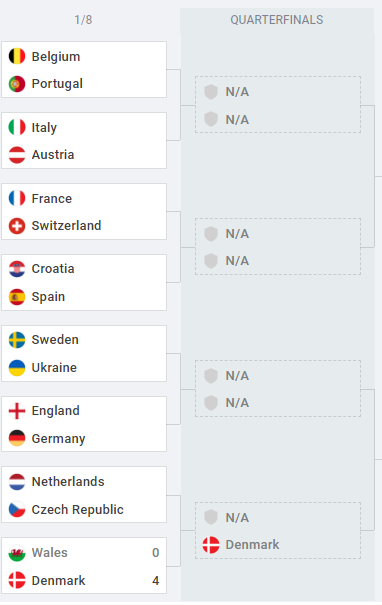 1/8
QUARTERFINALS
Belgium
Portugal
N/A
N/A
Italy
Austria
France
Switzerland
N/A
N/A
Croatia
Spain
Sweden
Ukraine
N/A
N/A
England
Germany
Netherlands
Czech Republic
N/A
Denmark
Wales 0
Denmark 4